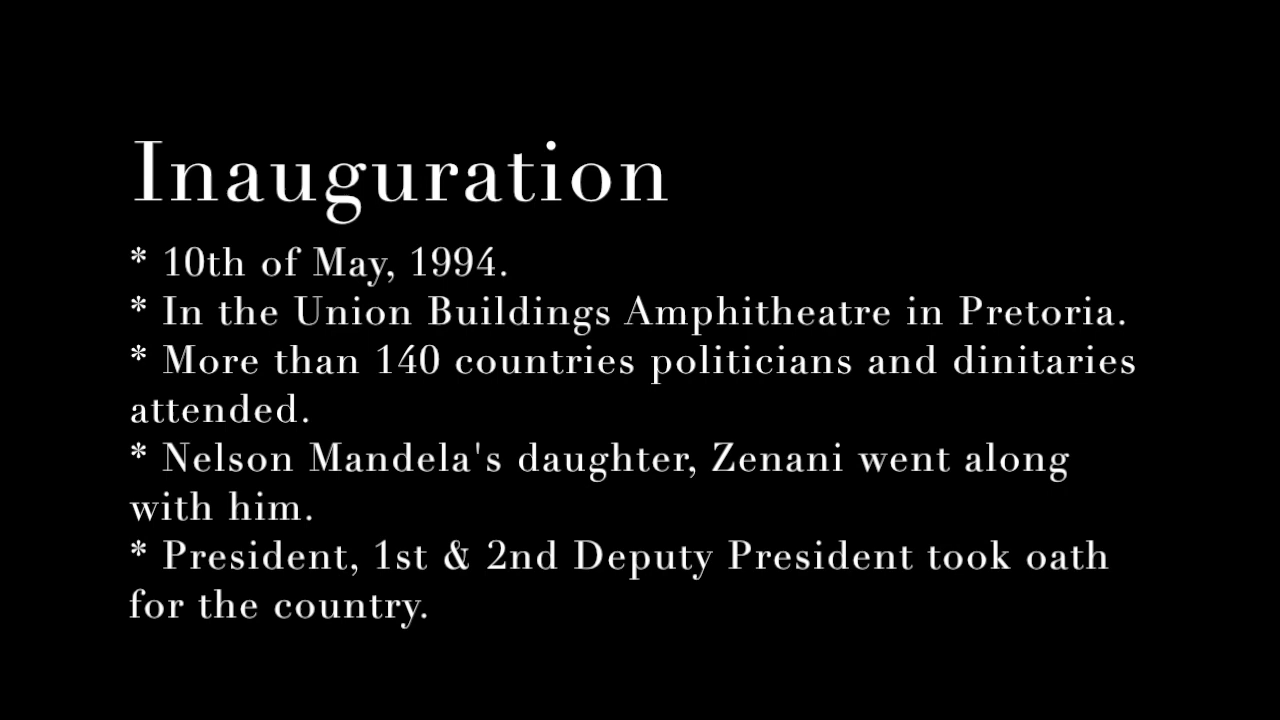 Inauguration
* 10th of May, 1994.
* In the Union Buildings Amphitheatre in Pretoria.
* More than 140 countries politicians and dinitaries
attended.
* Nelson Mandela's daughter, Zenani went along
with him.
* President, 1st & 2nd Deputy President took oath
for the country.